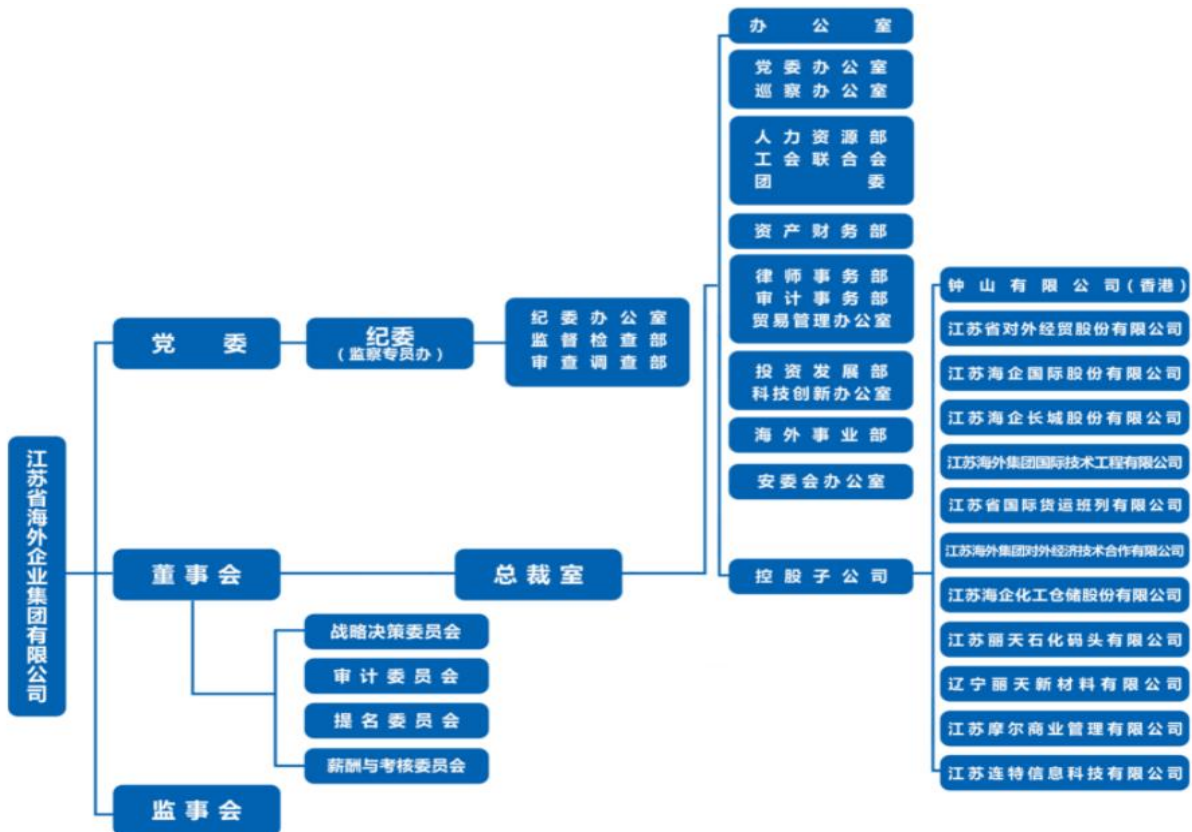 江苏省海外企业集团有限公司
党委
纪委
（监察专员办）
纪委办公室
监督检查部
审查调查部
董事会
总裁室
战略决策委员会
审计委员会
提名委员会
薪酬与考核委员会
监事会
办公室
党委办公室
巡察办公室
人力资源部
工会联合会
团委
资产财务部
律师事务部
审计事务部
贸易管理办公室
投资发展部
科技创新办公室
海外事业部
安委会办公室
控股子公司
钟山有限公司（香港）
江苏省对外经贸股份有限公司
江苏海企国际股份有限公司
江苏海企长城股份有限公司
江苏海外集团国际技术工程有限公司
江苏省国际货运班列有限公司
江苏海外集团对外经济技术合作有限公司
江苏海企化工仓储股份有限公司
江苏丽天石化码头有限公司
辽宁丽天新材料有限公司
江苏摩尔商业管理有限公司
江苏连特信息科技有限公司